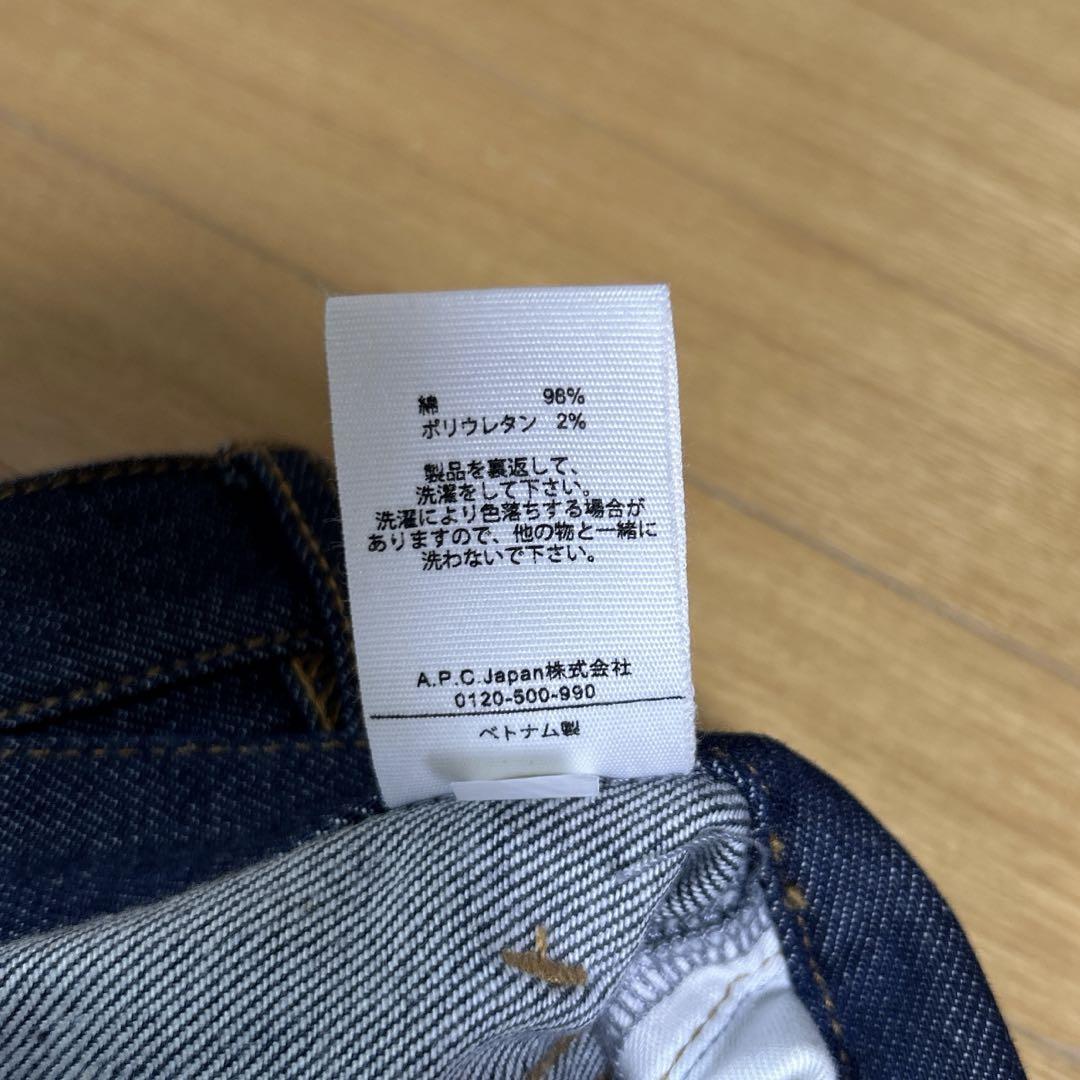 綿 98%
ポリウレタン 2%
製品を裏返して、
洗濯をして下さい。
洗濯により色落ちする場合が
ありますので、他の物と一緒に
洗わないで下さい。
A.P.C.Japan株式会社
0120-500-990
ベトナム製